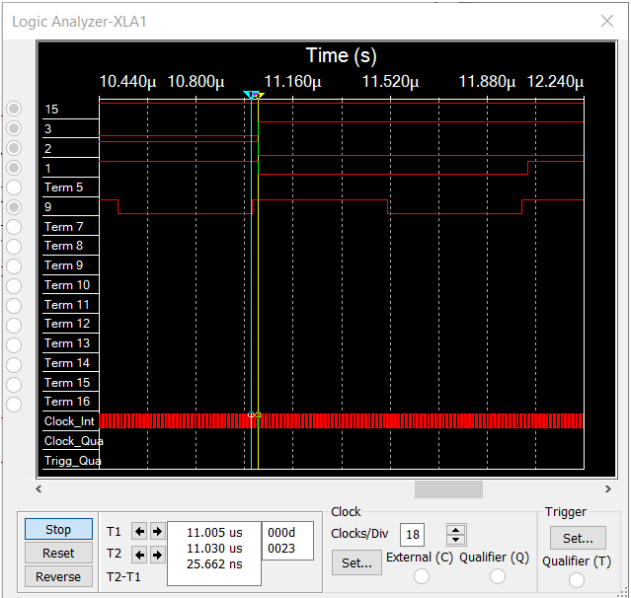 Logic Analyzer-XLA1
Time (s)
10.440µ 10.800µ 11.160µ 11.520µ 11.880µ 12.240µ
15
3
2
1
Term 5
9
Term 7
Term 8
Term 9
Term 10
Term 11
Term 12
Term 13
Term 14
Term 15
Term 16
Clock_Int
Clock_Qua
Trigg_Qua
Stop
Reset
Reverse
T1
T2
T2-T1
11.005 us
11.030 us
25.662 ns
000d
0023
Clock
Clocks/Div 18
Set...
External (C) Qualifier (Q)
Trigger
Set...
Qualifier (T)